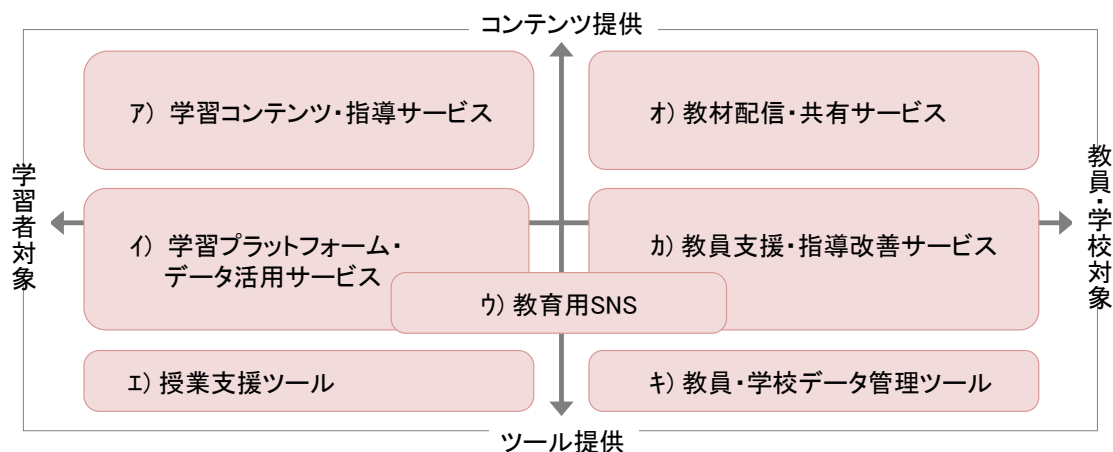 コンテンツ提供
ア) 学習コンテンツ・指導サービス
オ) 教材配信・共有サービス
学習者対象
教員・学校対象
イ) 学習プラットフォーム・
データ活用サービス
カ) 教員支援・指導改善サービス
ウ) 教育用SNS
エ) 授業支援ツール
キ) 教員・学校データ管理ツール
ツール提供